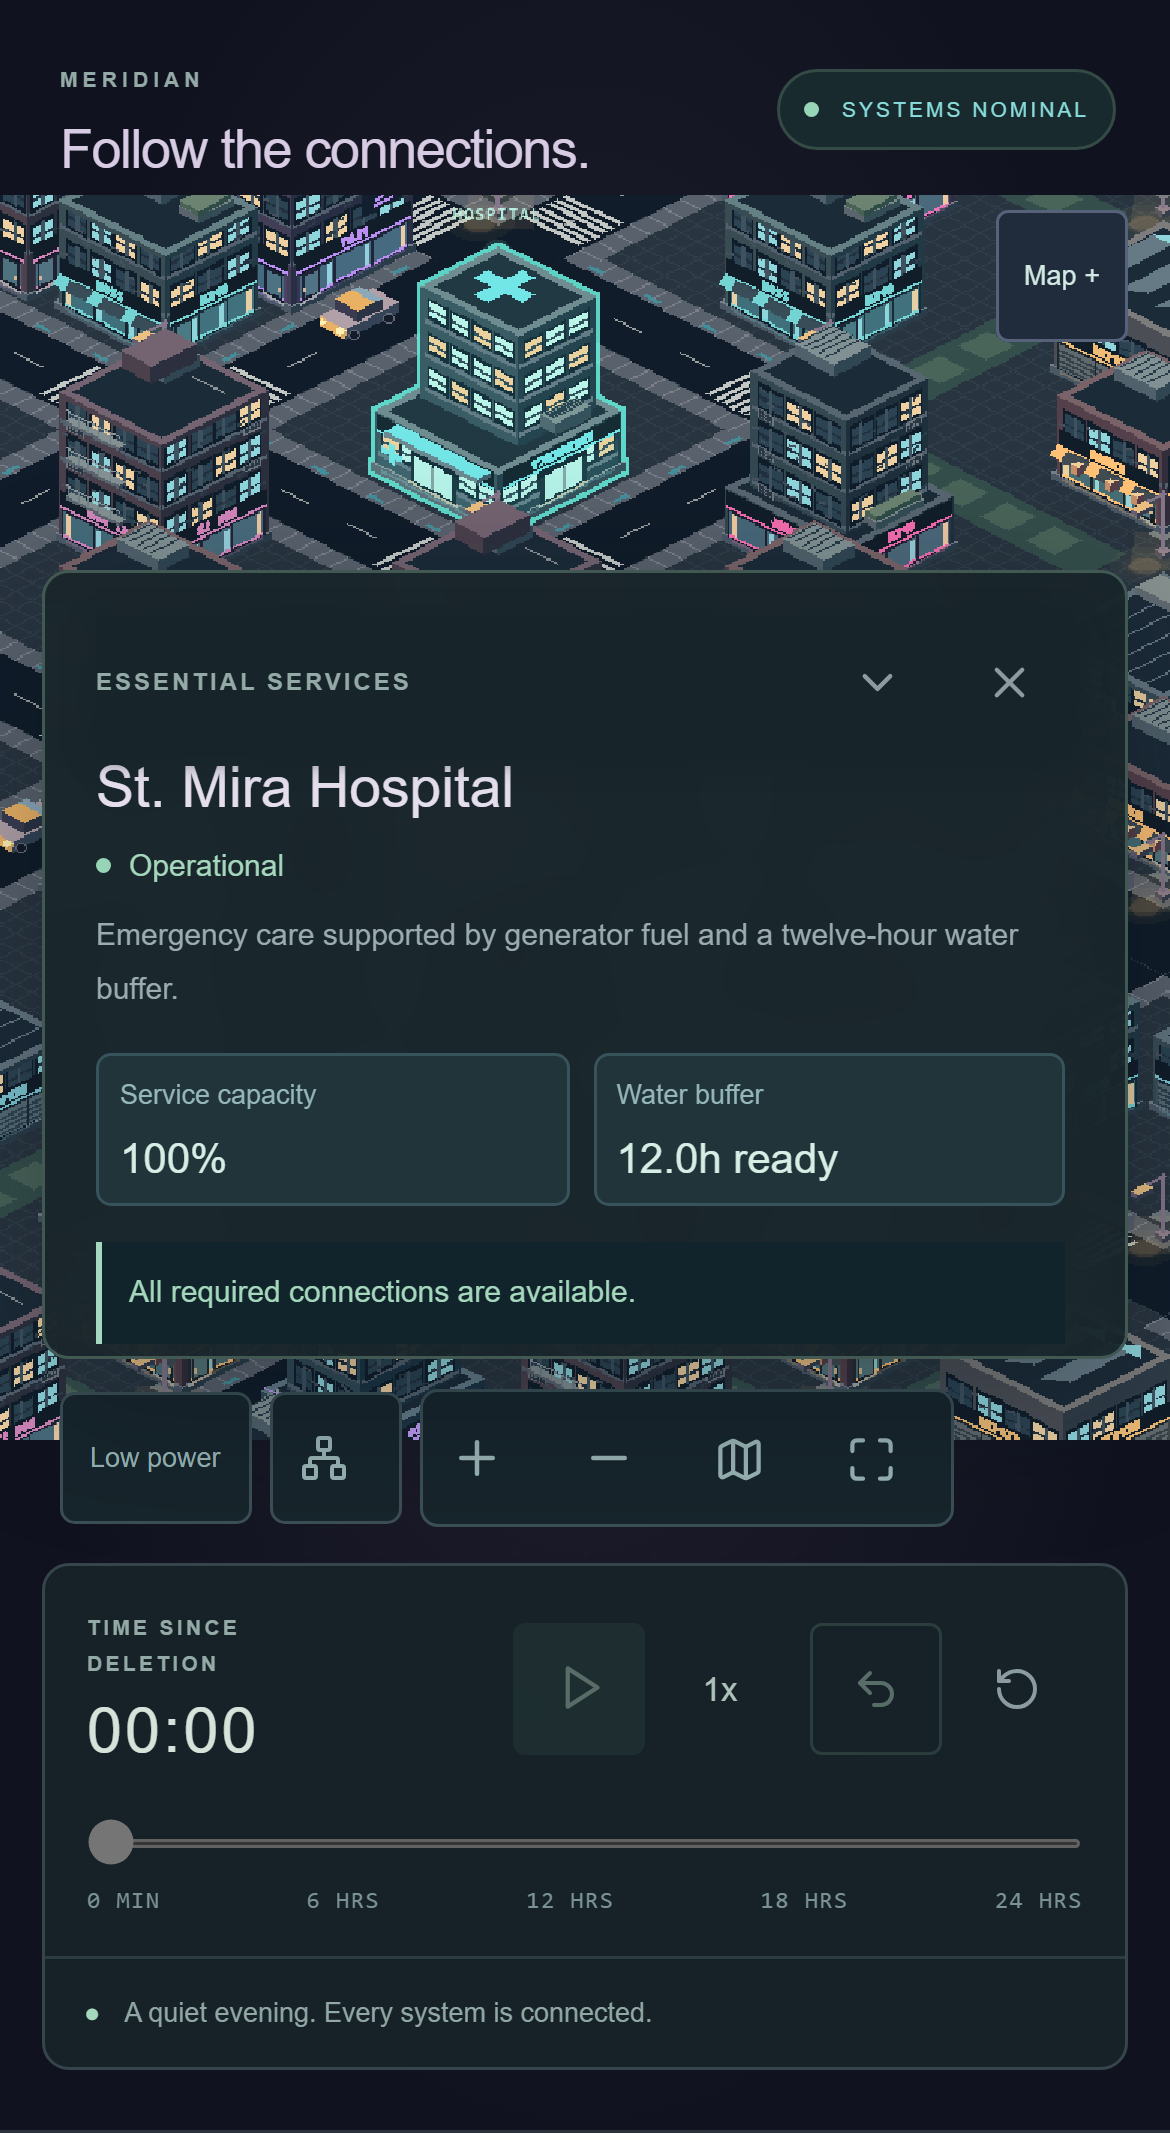 MERIDIAN
Follow the connections.
SYSTEMS NOMINAL
HOSPITAL
Map +
ESSENTIAL SERVICES
St. Mira Hospital
Operational
Emergency care supported by generator fuel and a twelve-hour water
buffer.
Service capacity
Water buffer
100%
12.0h ready
All required connections are available.
Low power
TIME SINCE
DELETION
00:00
1x
0 MIN
6 HRS
12 HRS
18 HRS
24 HRS
A quiet evening. Every system is connected.